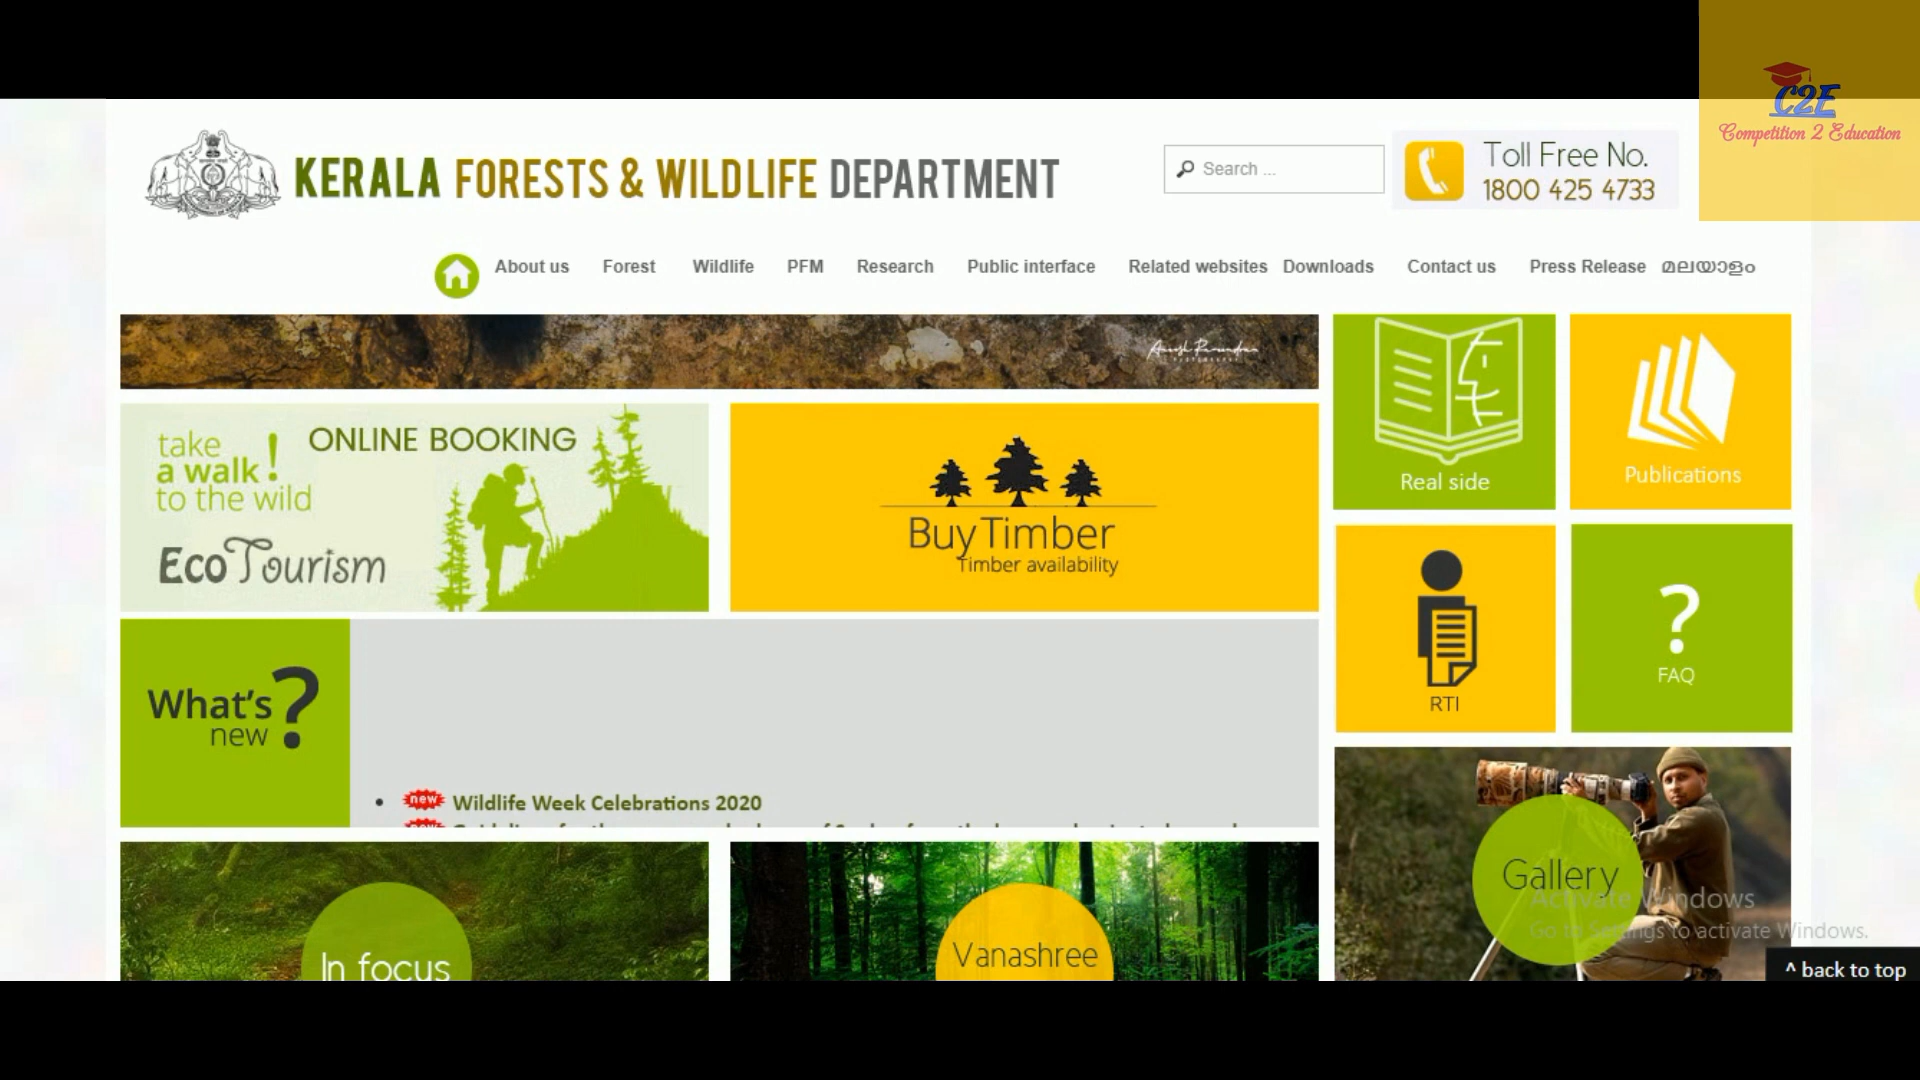 C2E
Competition 2 Education
KERALA FORESTS & WILDLIFE DEPARTMENT
Search ...
Toll Free No.
1800 425 4733
About us
Forest
Wildlife
PFM
Research
Public interface
Related websites
Downloads
Contact us
Press Release
മലയാളം
take
a walk!
to the wild
ONLINE BOOKING
EcoTourism
Buy Timber
Timber availability
Real side
Publications
What's
new?
RTI
?
FAQ
new Wildlife Week Celebrations 2020
In focus
Vanashree
Gallery
Activate Windows
Go to Settings to activate Windows.
^ back to top